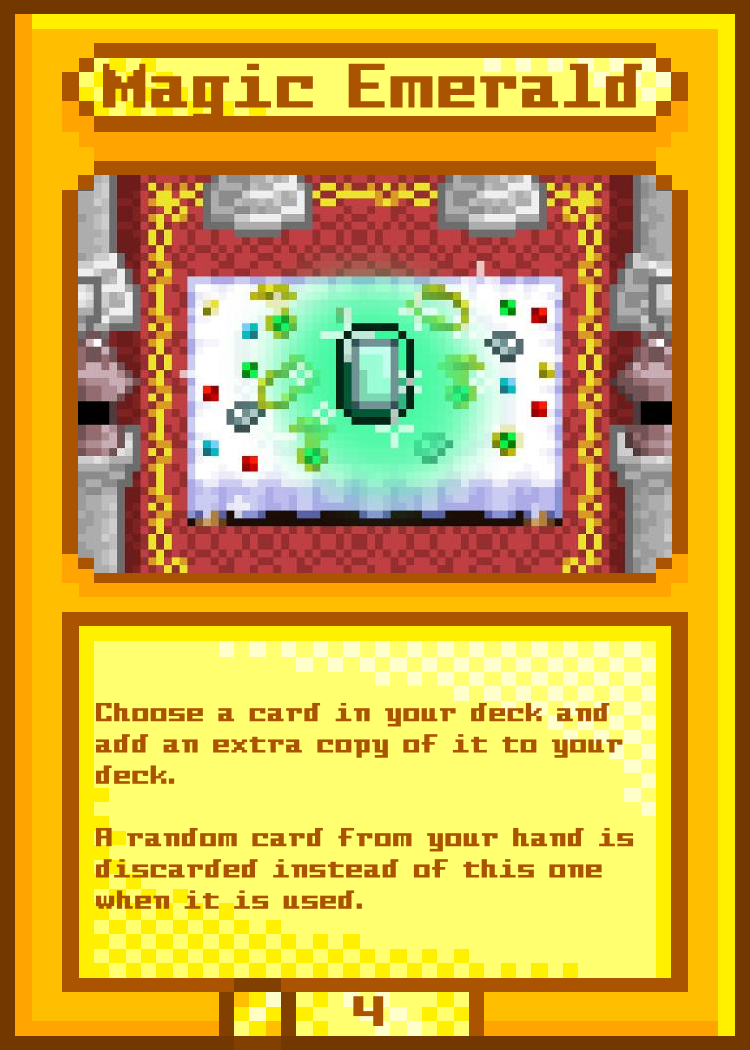 Magic Emerald
Choose a card in your deck and
add an extra copy of it to your
deck.
A random card from your hand is
discarded instead of this one
when it is used.
4